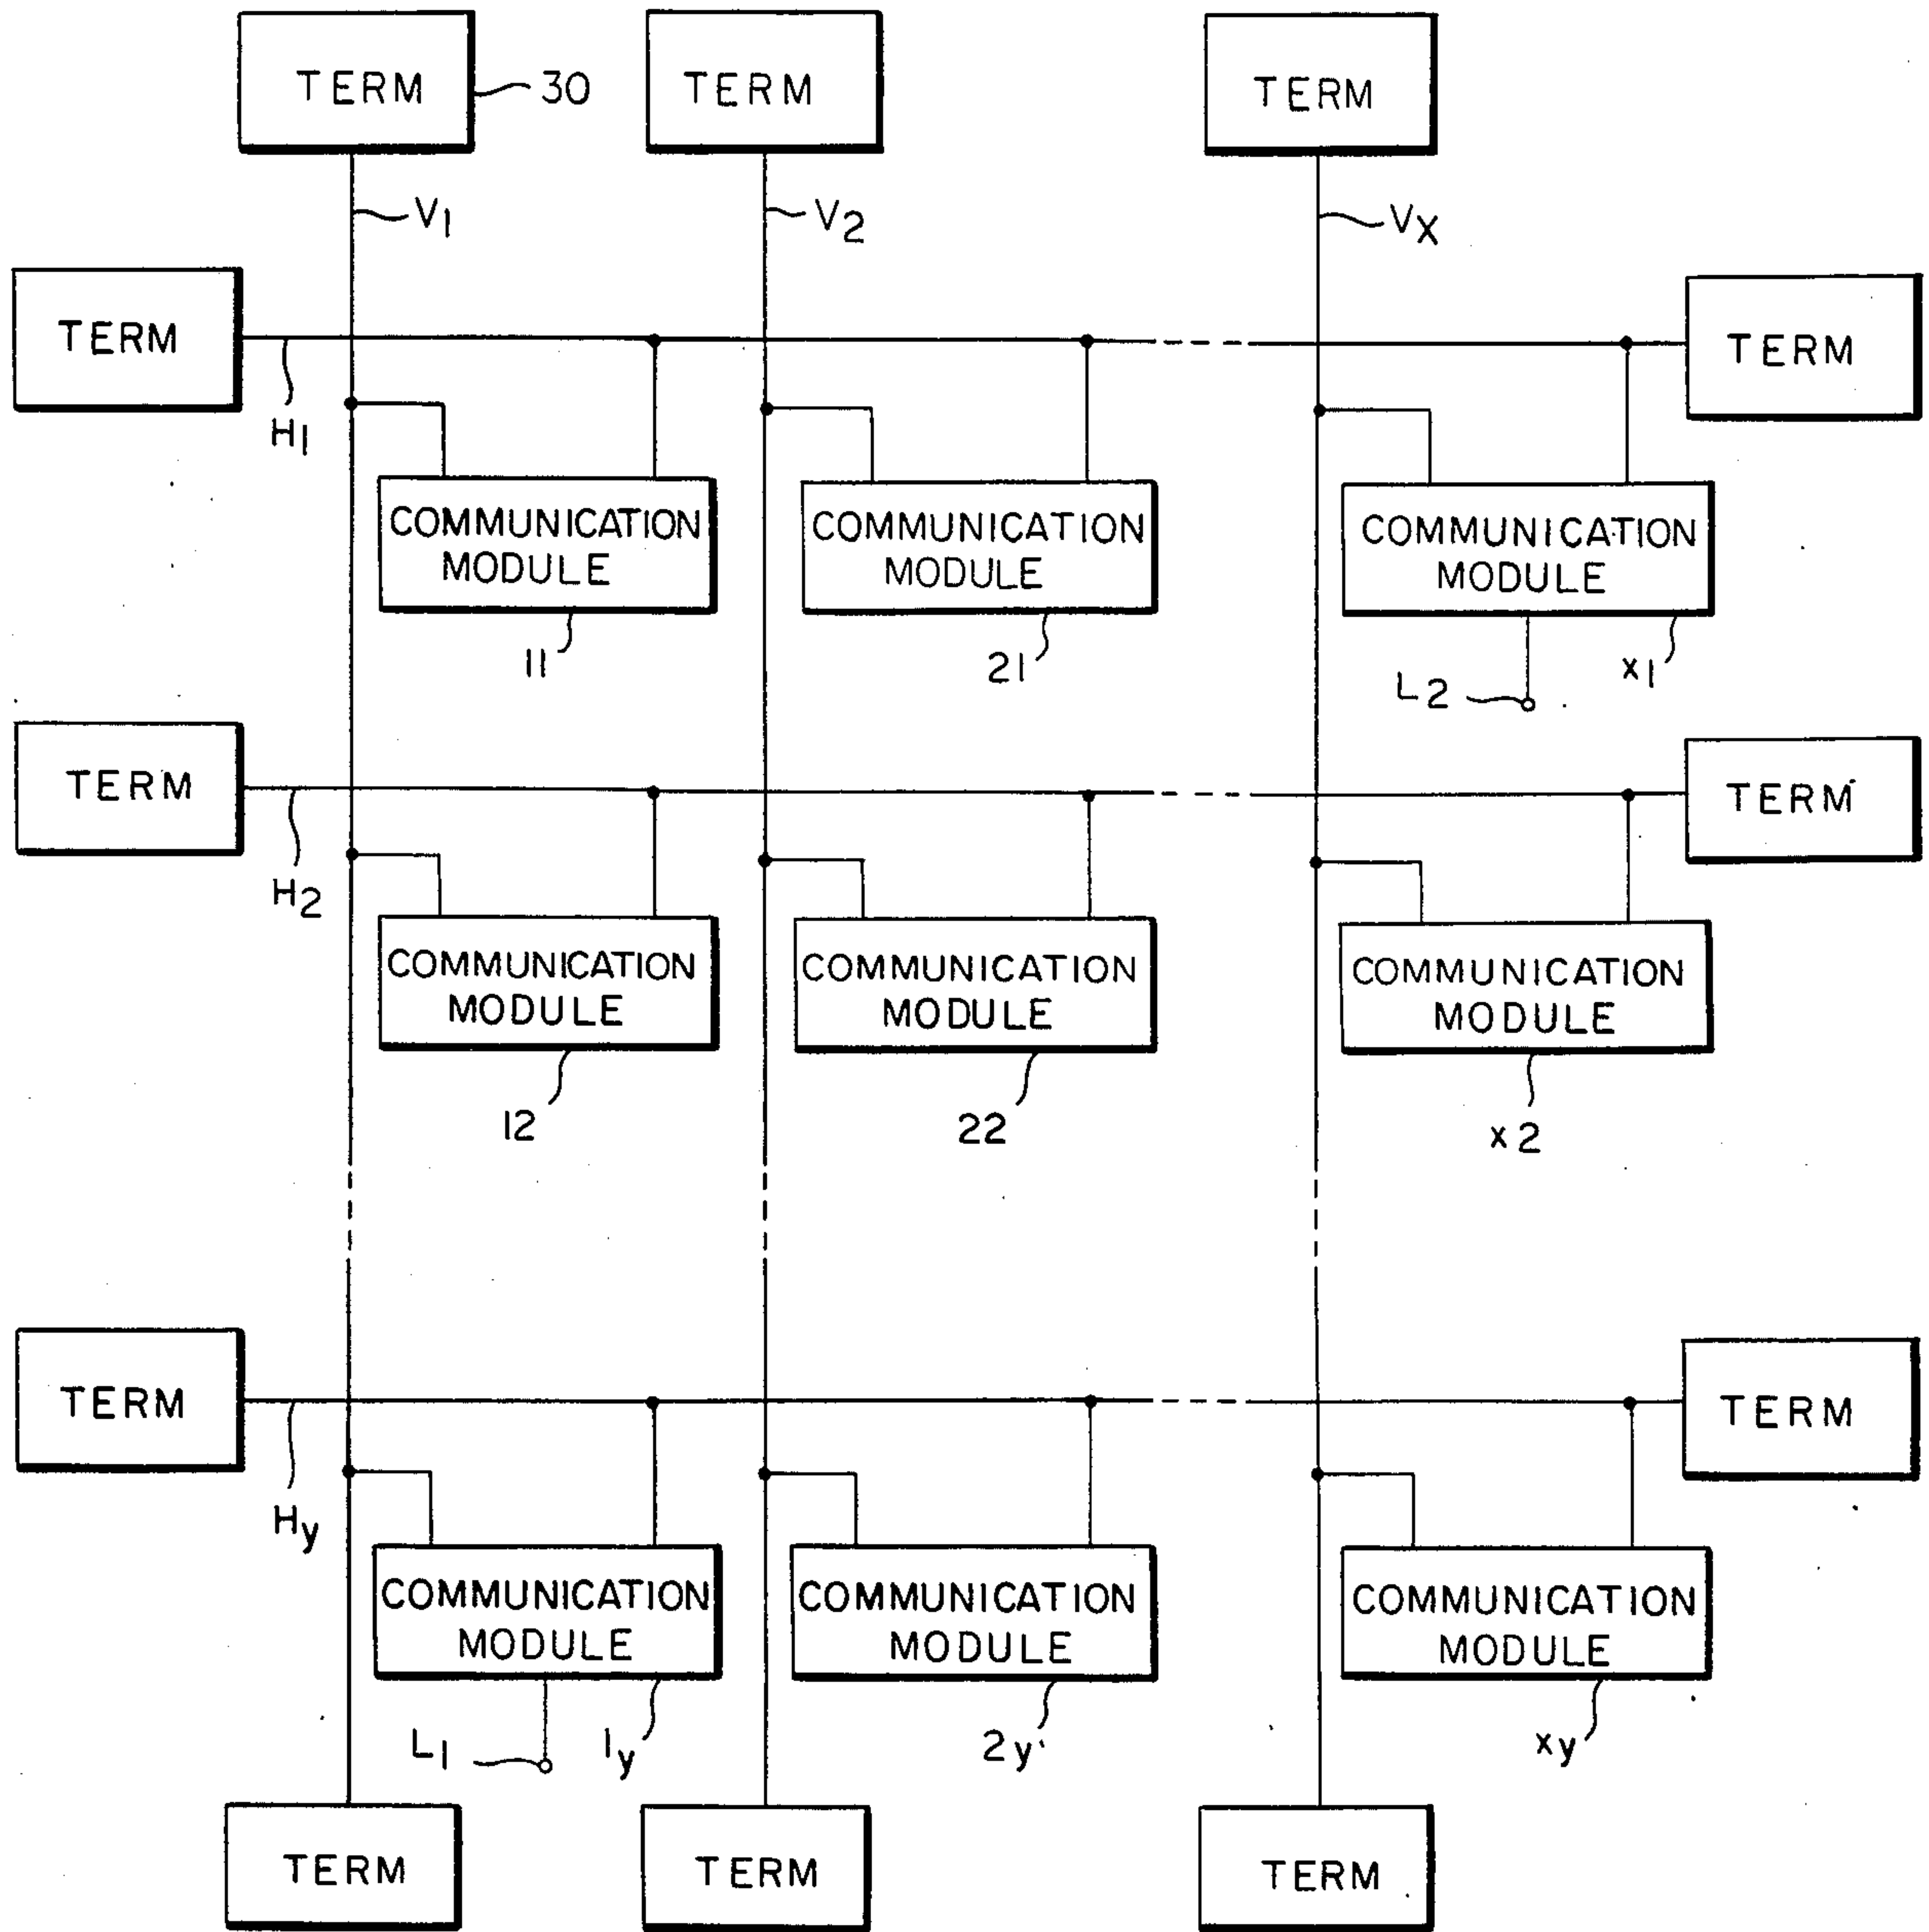 TERM
30
TERM
TERM
V1
V2
VX
TERM
TERM
H1
COMMUNICATION
MODULE
COMMUNICATION
MODULE
COMMUNICATION
MODULE
11
21
L2
x1
TERM
TERM
H2
COMMUNICATION
MODULE
COMMUNICATION
MODULE
COMMUNICATION
MODULE
12
22
x2
TERM
TERM
Hy
COMMUNICATION
MODULE
COMMUNICATION
MODULE
COMMUNICATION
MODULE
L1
1y
2y
xy
TERM
TERM
TERM